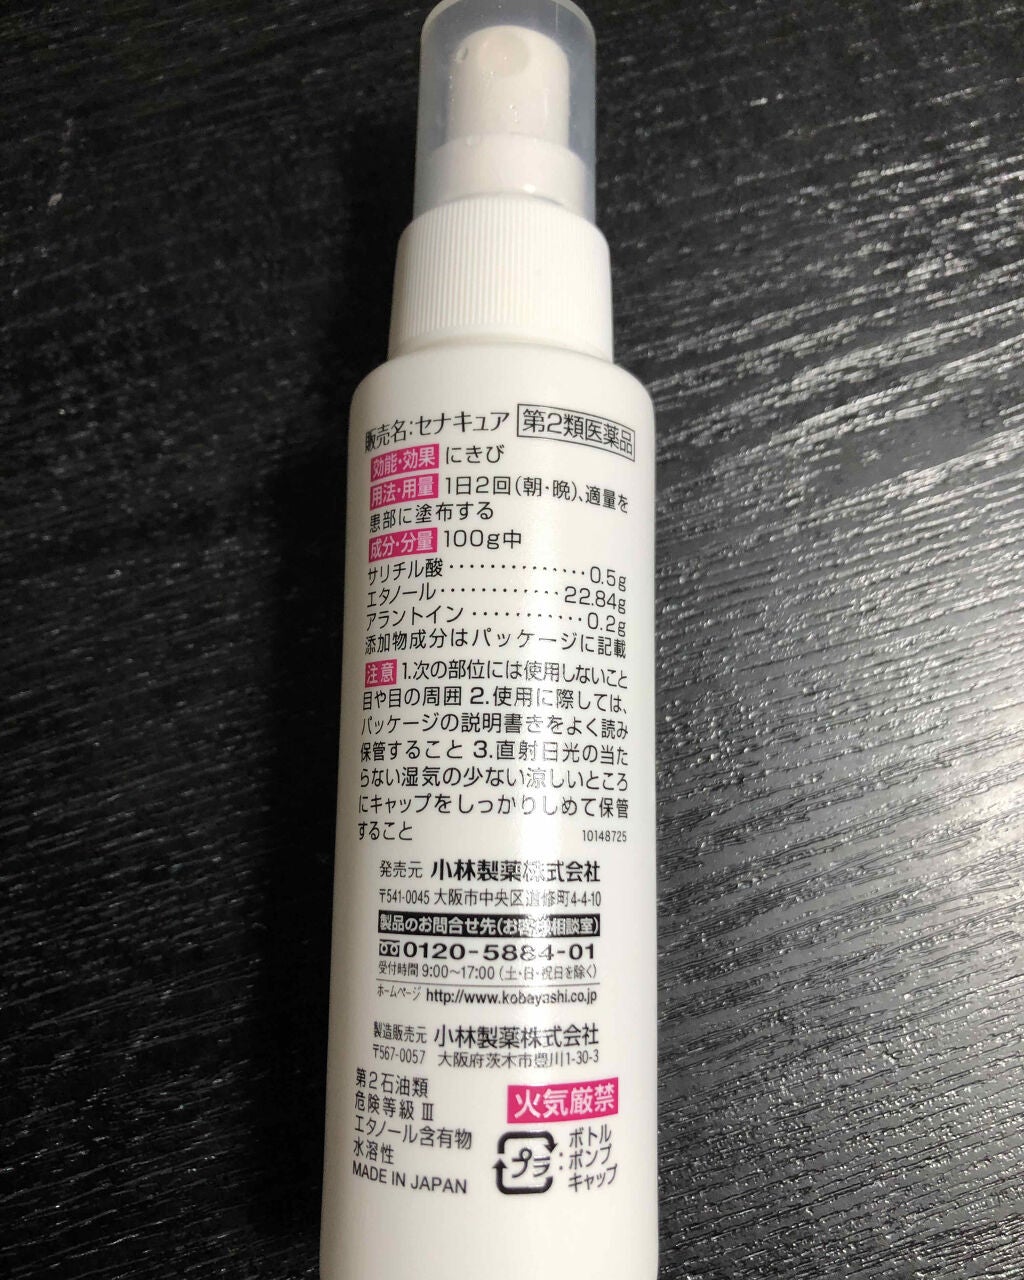 販売名:セナキュア 第2類医薬品
効能・効果 にきび
用法・用量 1日2回(朝・晩)、適量を
患部に塗布する
成分・分量 100g中
サリチル酸··············0.5g
エタノール············22.84g
アラントイン···········0.2g
添加物成分はパッケージに記載
注意 1.次の部位には使用しないこと
目や目の周囲 2.使用に際しては、
パッケージの説明書きをよく読み
保管すること 3.直射日光の当た
らない湿気の少ない涼しいところ
にキャップをしっかりしめて保管
すること 10148725
発売元 小林製薬株式会社
〒541-0045 大阪市中央区道修町4-4-10
製品のお問合せ先(お客様相談室)
0120-5884-01
受付時間 9:00~17:00(土・日・祝日を除く)
ホームページ http://www.kobayashi.co.jp
製造販売元 小林製薬株式会社
〒567-0057 大阪府茨木市豊川1-30-3
第2石油類
危険等級 Ⅲ
エタノール含有物
水溶性
MADE IN JAPAN
火気厳禁
プラ : ボトル
ポンプ
キャップ